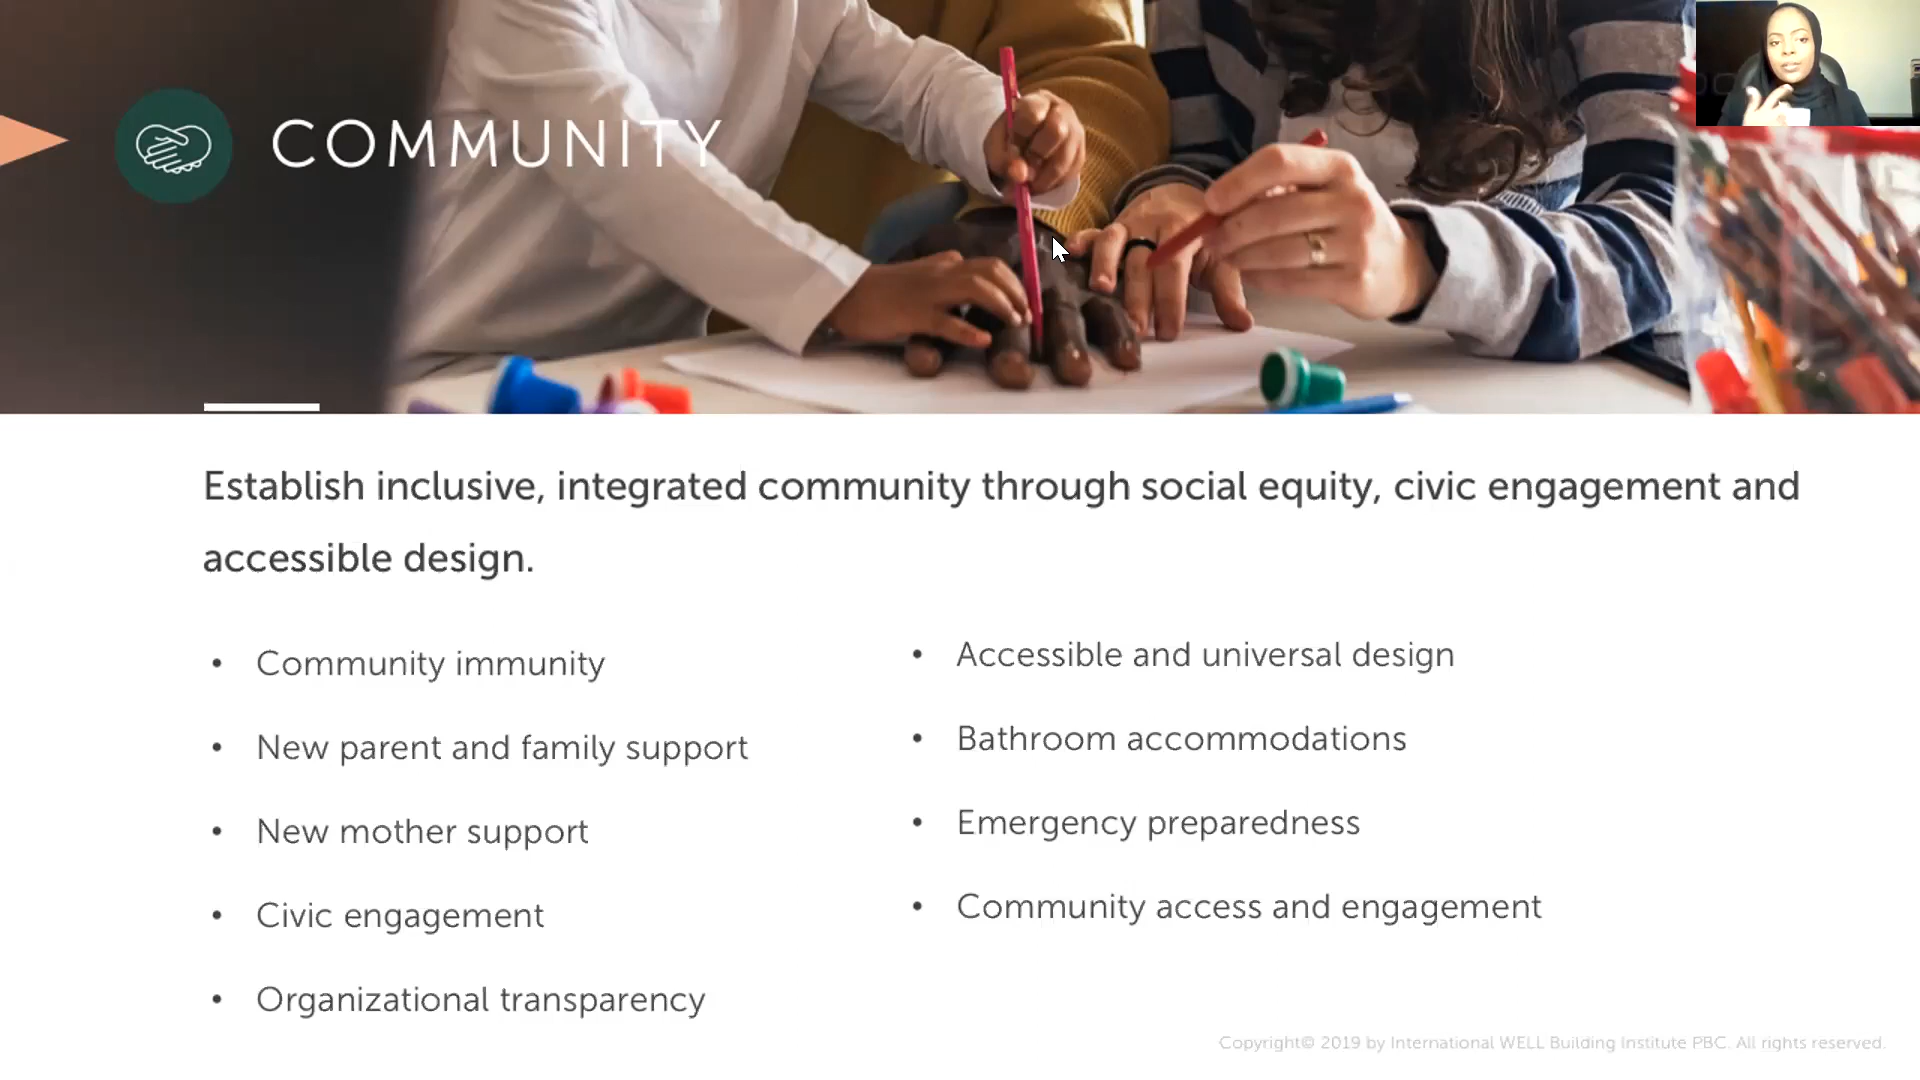 COMMUNITY
Establish inclusive, integrated community through social equity, civic engagement and
accessible design.
• Community immunity
• New parent and family support
• New mother support
• Civic engagement
• Organizational transparency
• Accessible and universal design
• Bathroom accommodations
• Emergency preparedness
• Community access and engagement
Copyright© 2019 by International WELL Building Institute PBC. All rights reserved.